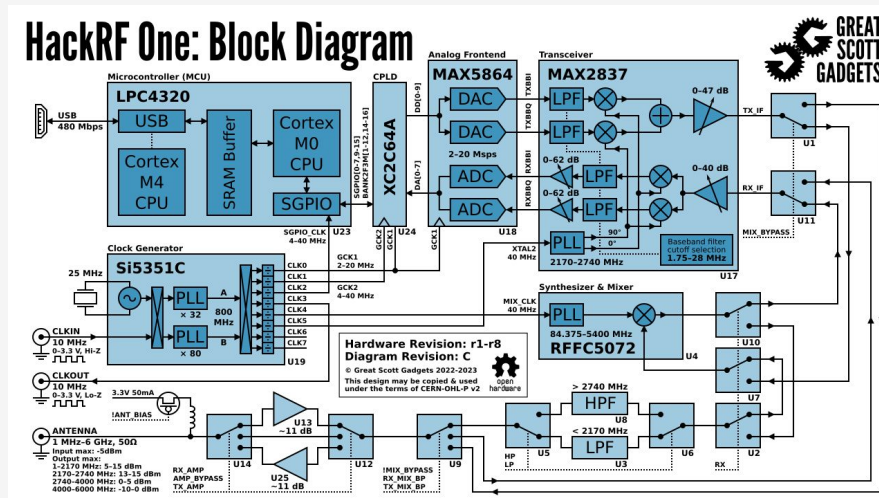 HackRF One: Block Diagram
GREAT
SCOTT
GADGETS
Microcontroller (MCU)
LPC4320
USB
480 Mbps
USB
Cortex
M4
CPU
SRAM Buffer
Cortex
M0
CPU
SGPIO
U23
SGPIO_CLK
4–40 MHz
SGPIO[0-7,9-15]
BANK2F3M[1-12,14-16]
CPLD
XC2C64A
U24
GCK2
GCK1
DD[0-9]
DA[0-7]
Analog Frontend
MAX5864
DAC
DAC
2–20 Msps
ADC
ADC
U18
GCK1
TXBBI
TXBBQ
RXBBI
RXBBQ
Transceiver
MAX2837
LPF
LPF
0–47 dB
0–62 dB
0–62 dB
LPF
LPF
0–40 dB
PLL
90°
0°
2170–2740 MHz
Baseband filter
cutoff selection
1.75–28 MHz
U17
XTAL2
40 MHz
TX_IF
U1
RX_IF
U11
MIX_BYPASS
Clock Generator
Si5351C
25 MHz
PLL
× 32
A
800
MHz
PLL
× 80
B
U19
CLK0
CLK1
CLK2
CLK3
CLK4
CLK5
CLK6
CLK7
GCK1
2–20 MHz
GCK2
4–40 MHz
CLKIN
10 MHz
0–3.3 V, Hi-Z
CLKOUT
10 MHz
0–3.3 V, Lo-Z
MIX_CLK
40 MHz
Synthesizer & Mixer
PLL
84.375–5400 MHz
RFFC5072
U4
U10
U7
Hardware Revision: r1-r8
Diagram Revision: C
© Great Scott Gadgets 2022-2023
This design may be copied & used
under the terms of CERN-OHL-P v2
open
hardware
3.3V 50mA
!ANT_BIAS
ANTENNA
1 MHz–6 GHz, 50Ω
Input max: -5dBm
Output max:
1–2170 MHz: 5–15 dBm
2170–2740 MHz: 13–15 dBm
2740–4000 MHz: 0–5 dBm
4000–6000 MHz: -10–0 dBm
U14
RX_AMP
AMP_BYPASS
TX_AMP
U13
~11 dB
U25
~11 dB
U12
!MIX_BYPASS
RX_MIX_BP
TX_MIX_BP
U9
HP
LP
U5
> 2740 MHz
HPF
U8
< 2170 MHz
LPF
U3
U6
RX
U2